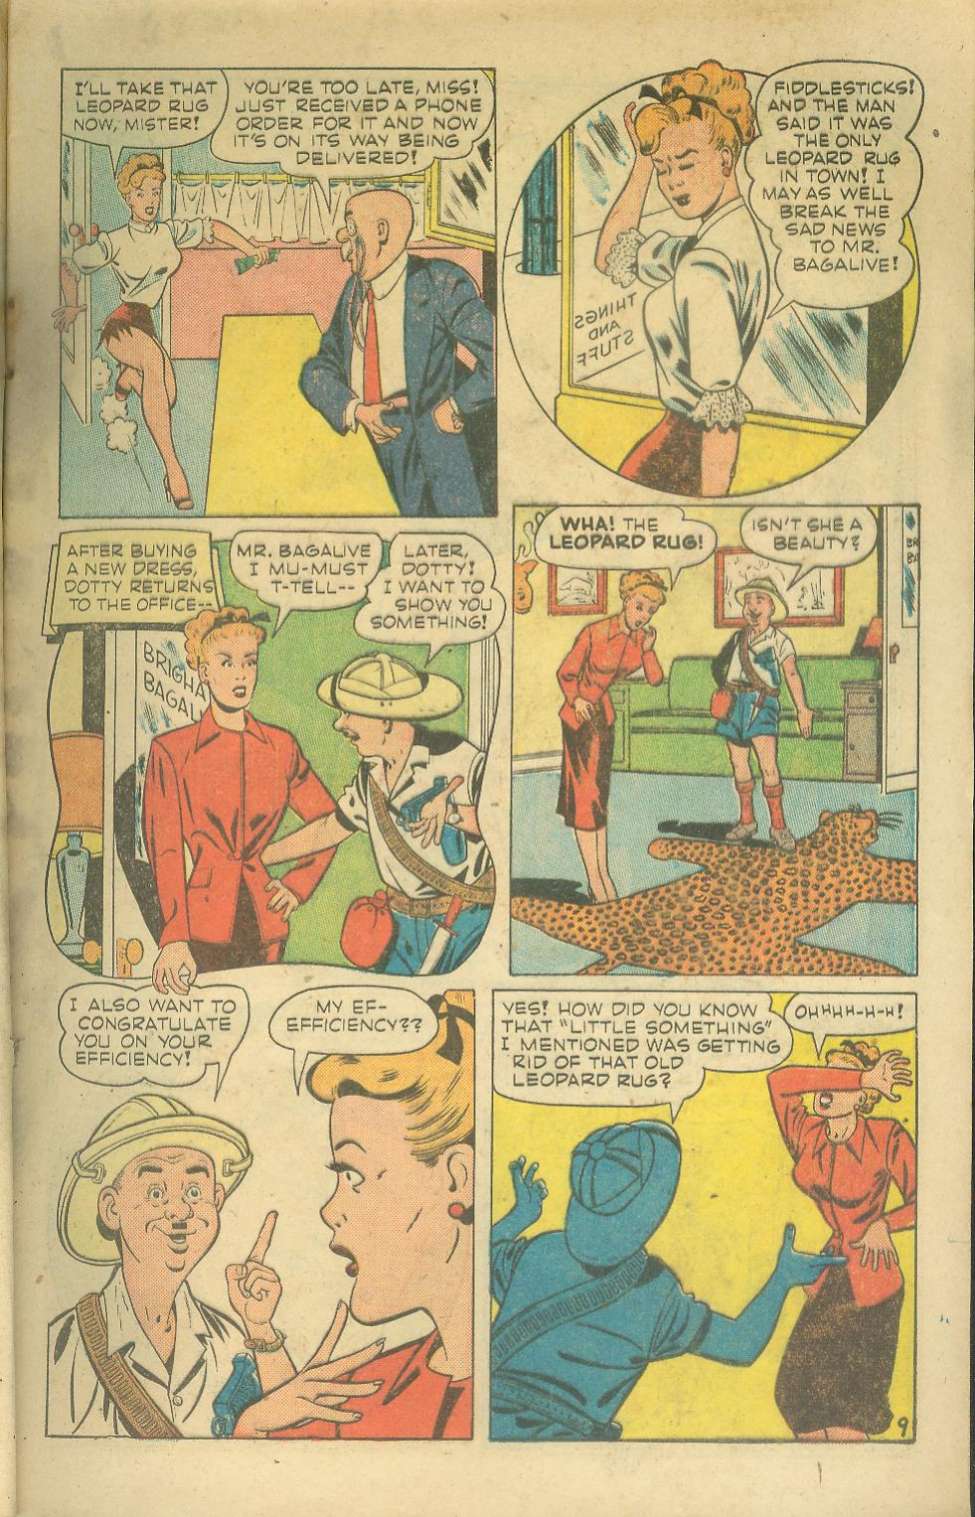 I'LL TAKE THAT
LEOPARD RUG
NOW, MISTER!
YOU'RE TOO LATE, MISS!
JUST RECEIVED A PHONE
ORDER FOR IT AND NOW
IT'S ON ITS WAY BEING
DELIVERED!
FIDDLESTICKS!
AND THE MAN
SAID IT WAS
THE ONLY
LEOPARD RUG
IN TOWN! I
MAY AS WELL
BREAK THE
SAD NEWS
TO MR.
BAGALIVE!
THINGS
AND
STUFF
AFTER BUYING
A NEW DRESS,
DOTTY RETURNS
TO THE OFFICE--
MR. BAGALIVE
I MU-MUST
T-TELL--
LATER,
DOTTY!
I WANT TO
SHOW YOU
SOMETHING!
BRIGHA
BAGALI
WHA! THE
LEOPARD RUG!
ISN'T SHE A
BEAUTY?
BR
BA
I ALSO WANT TO
CONGRATULATE
YOU ON YOUR
EFFICIENCY!
MY EF-
EFFICIENCY??
YES! HOW DID YOU KNOW
THAT "LITTLE SOMETHING"
I MENTIONED WAS GETTING
RID OF THAT OLD
LEOPARD RUG?
OHHHH-H-H!
9